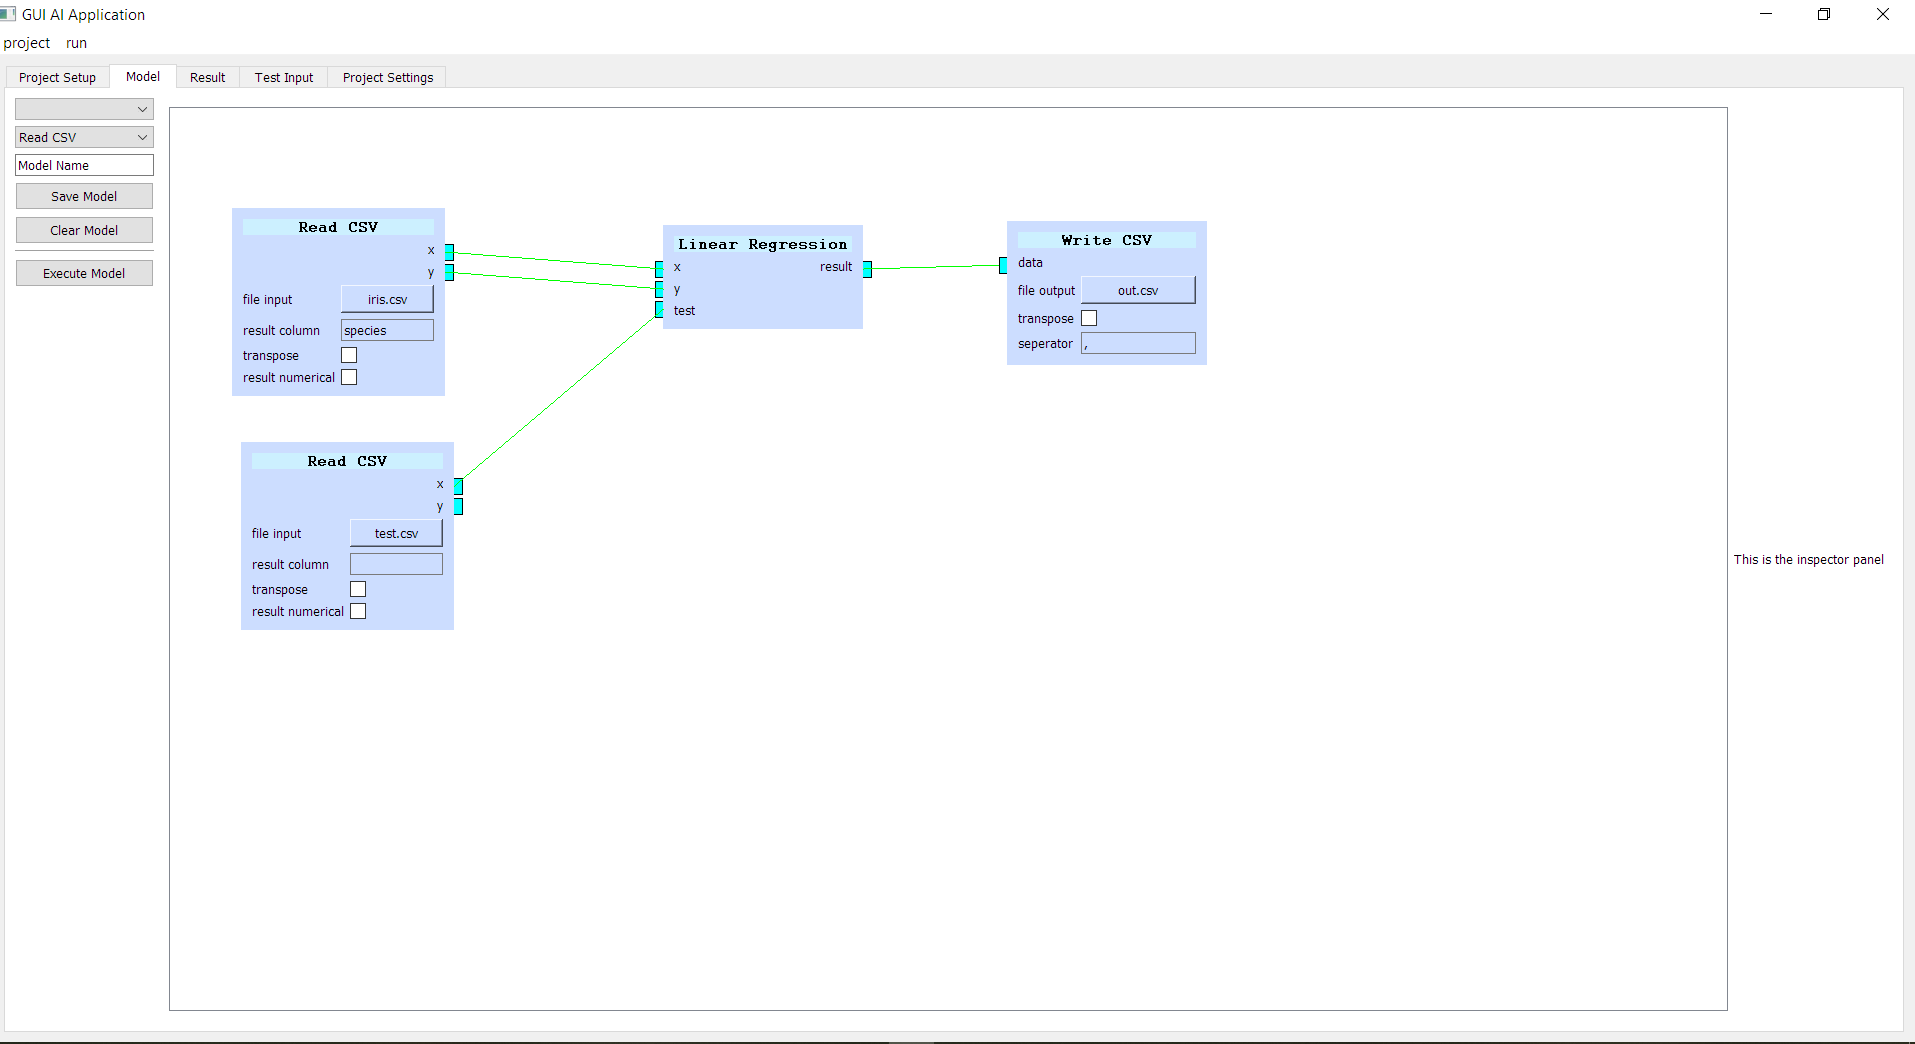 GUI AI Application
project run
Project Setup Model Result Test Input Project Settings
Read CSV
Model Name
Save Model
Clear Model
Execute Model
Read CSV
x
y
file input iris.csv
result column species
transpose
result numerical
Linear Regression
x result
y
test
Write CSV
data
file output out.csv
transpose
seperator ,
Read CSV
x
y
file input test.csv
result column
transpose
result numerical
This is the inspector panel